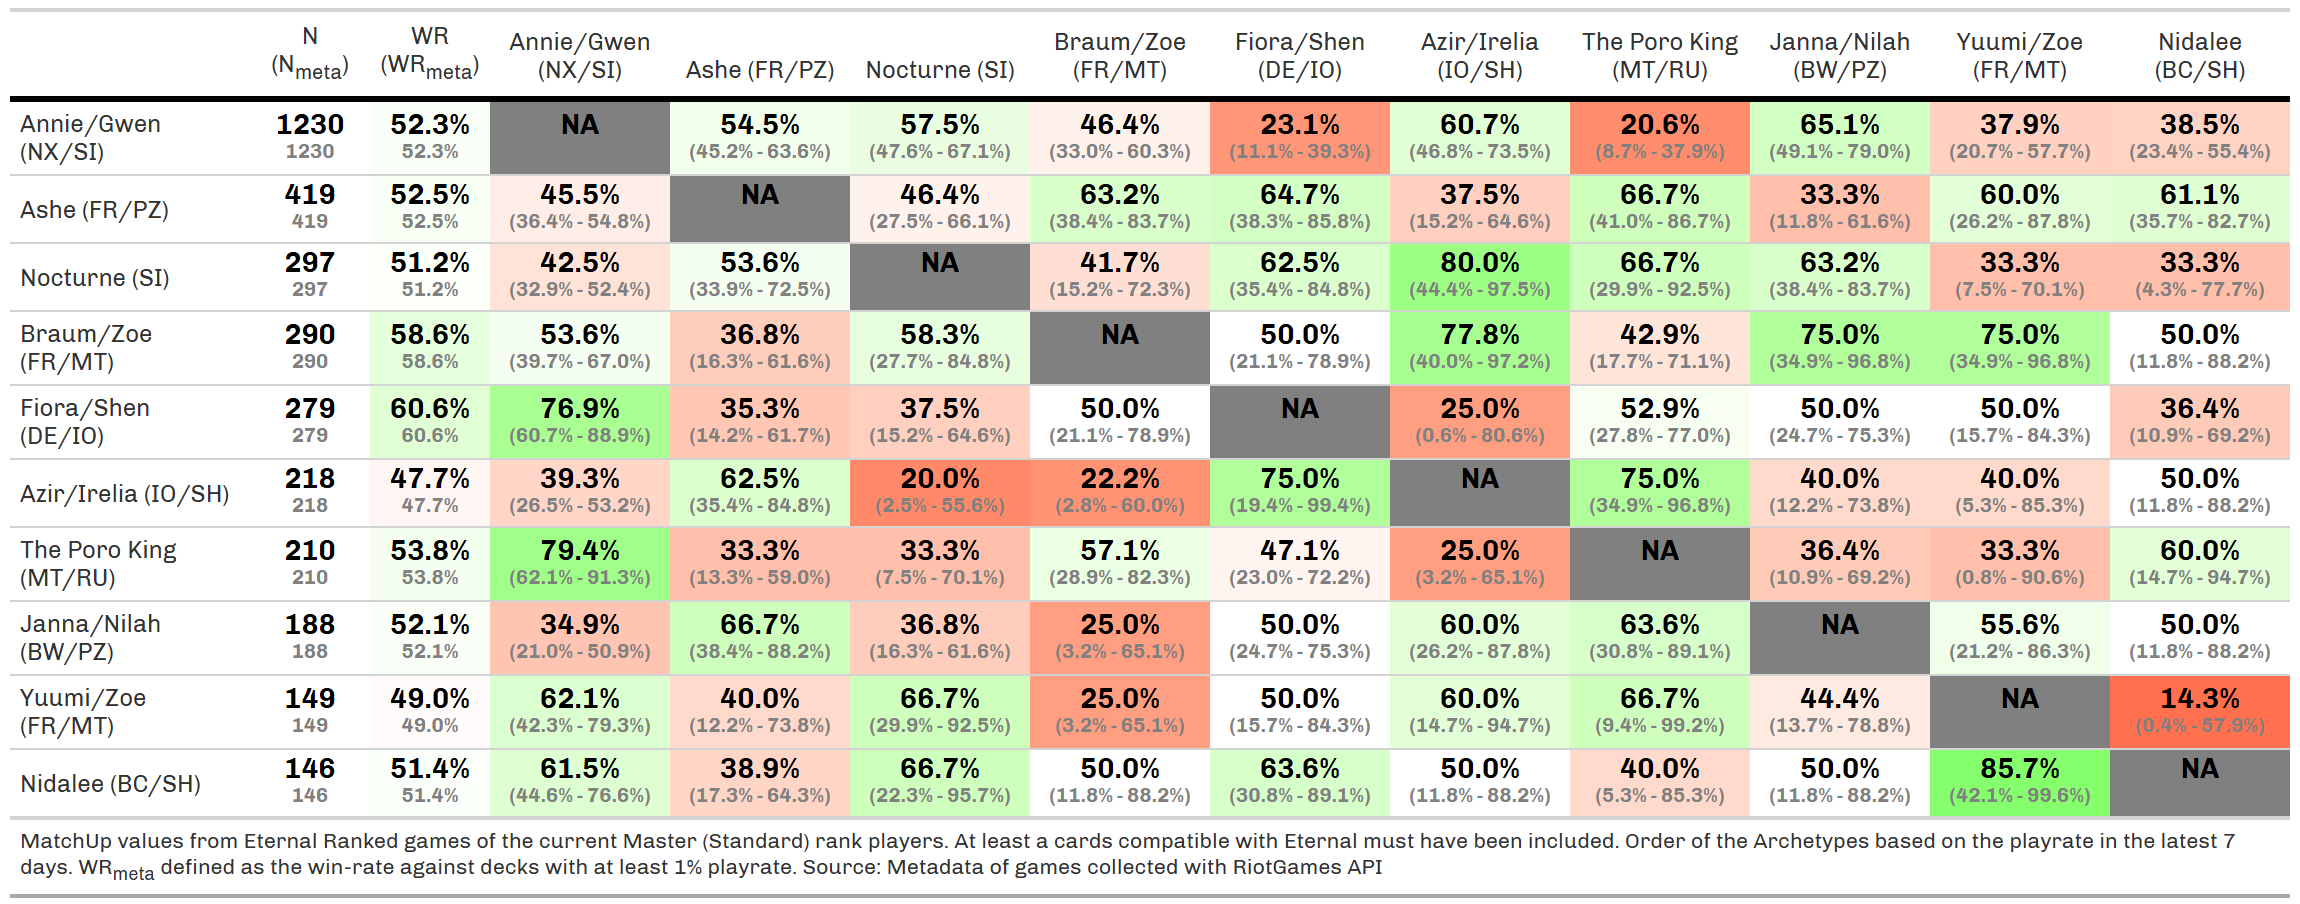 N (Nmeta) WR (WRmeta) Annie/Gwen (NX/SI) Ashe (FR/PZ) Nocturne (SI) Braum/Zoe (FR/MT) Fiora/Shen (DE/IO) Azir/Irelia (IO/SH) The Poro King (MT/RU) Janna/Nilah (BW/PZ) Yuumi/Zoe (FR/MT) Nidalee (BC/SH)
Annie/Gwen 1230 52.3% NA 54.5% 57.5% 46.4% 23.1% 60.7% 20.6% 65.1% 37.9% 38.5%
(NX/SI) 1230 52.3% (45.2% - 63.6%) (47.6% - 67.1%) (33.0% - 60.3%) (11.1% - 39.3%) (46.8% - 73.5%) (8.7% - 37.9%) (49.1% - 79.0%) (20.7% - 57.7%) (23.4% - 55.4%)
Ashe (FR/PZ) 419 52.5% 45.5% NA 46.4% 63.2% 64.7% 37.5% 66.7% 33.3% 60.0% 61.1%
419 52.5% (36.4% - 54.8%) (27.5% - 66.1%) (38.4% - 83.7%) (38.3% - 85.8%) (15.2% - 64.6%) (41.0% - 86.7%) (11.8% - 61.6%) (26.2% - 87.8%) (35.7% - 82.7%)
Nocturne (SI) 297 51.2% 42.5% 53.6% NA 41.7% 62.5% 80.0% 66.7% 63.2% 33.3% 33.3%
297 51.2% (32.9% - 52.4%) (33.9% - 72.5%) (15.2% - 72.3%) (35.4% - 84.8%) (44.4% - 97.5%) (29.9% - 92.5%) (38.4% - 83.7%) (7.5% - 70.1%) (4.3% - 77.7%)
Braum/Zoe 290 58.6% 53.6% 36.8% 58.3% NA 50.0% 77.8% 42.9% 75.0% 75.0% 50.0%
(FR/MT) 290 58.6% (39.7% - 67.0%) (16.3% - 61.6%) (27.7% - 84.8%) (21.1% - 78.9%) (40.0% - 97.2%) (17.7% - 71.1%) (34.9% - 96.8%) (34.9% - 96.8%) (11.8% - 88.2%)
Fiora/Shen 279 60.6% 76.9% 35.3% 37.5% 50.0% NA 25.0% 52.9% 50.0% 50.0% 36.4%
(DE/IO) 279 60.6% (60.7% - 88.9%) (14.2% - 61.7%) (15.2% - 64.6%) (21.1% - 78.9%) (0.6% - 80.6%) (27.8% - 77.0%) (24.7% - 75.3%) (15.7% - 84.3%) (10.9% - 69.2%)
Azir/Irelia (IO/SH) 218 47.7% 39.3% 62.5% 20.0% 22.2% 75.0% NA 75.0% 40.0% 40.0% 50.0%
218 47.7% (26.5% - 53.2%) (35.4% - 84.8%) (2.5% - 55.6%) (2.8% - 60.0%) (19.4% - 99.4%) (34.9% - 96.8%) (12.2% - 73.8%) (5.3% - 85.3%) (11.8% - 88.2%)
The Poro King 210 53.8% 79.4% 33.3% 33.3% 57.1% 47.1% 25.0% NA 36.4% 33.3% 60.0%
(MT/RU) 210 53.8% (62.1% - 91.3%) (13.3% - 59.0%) (7.5% - 70.1%) (28.9% - 82.3%) (23.0% - 72.2%) (3.2% - 65.1%) (10.9% - 69.2%) (0.8% - 90.6%) (14.7% - 94.7%)
Janna/Nilah 188 52.1% 34.9% 66.7% 36.8% 25.0% 50.0% 60.0% 63.6% NA 55.6% 50.0%
(BW/PZ) 188 52.1% (21.0% - 50.9%) (38.4% - 88.2%) (16.3% - 61.6%) (3.2% - 65.1%) (24.7% - 75.3%) (26.2% - 87.8%) (30.8% - 89.1%) (21.2% - 86.3%) (11.8% - 88.2%)
Yuumi/Zoe 149 49.0% 62.1% 40.0% 66.7% 25.0% 50.0% 60.0% 66.7% 44.4% NA 14.3%
(FR/MT) 149 49.0% (42.3% - 79.3%) (12.2% - 73.8%) (29.9% - 92.5%) (3.2% - 65.1%) (15.7% - 84.3%) (14.7% - 94.7%) (9.4% - 99.2%) (13.7% - 78.8%) (0.4% - 57.9%)
Nidalee (BC/SH) 146 51.4% 61.5% 38.9% 66.7% 50.0% 63.6% 50.0% 40.0% 50.0% 85.7% NA
146 51.4% (44.6% - 76.6%) (17.3% - 64.3%) (22.3% - 95.7%) (11.8% - 88.2%) (30.8% - 89.1%) (11.8% - 88.2%) (5.3% - 85.3%) (11.8% - 88.2%) (42.1% - 99.6%)
MatchUp values from Eternal Ranked games of the current Master (Standard) rank players. At least a cards compatible with Eternal must have been included. Order of the Archetypes based on the playrate in the latest 7
days. WRmeta defined as the win-rate against decks with at least 1% playrate. Source: Metadata of games collected with RiotGames API